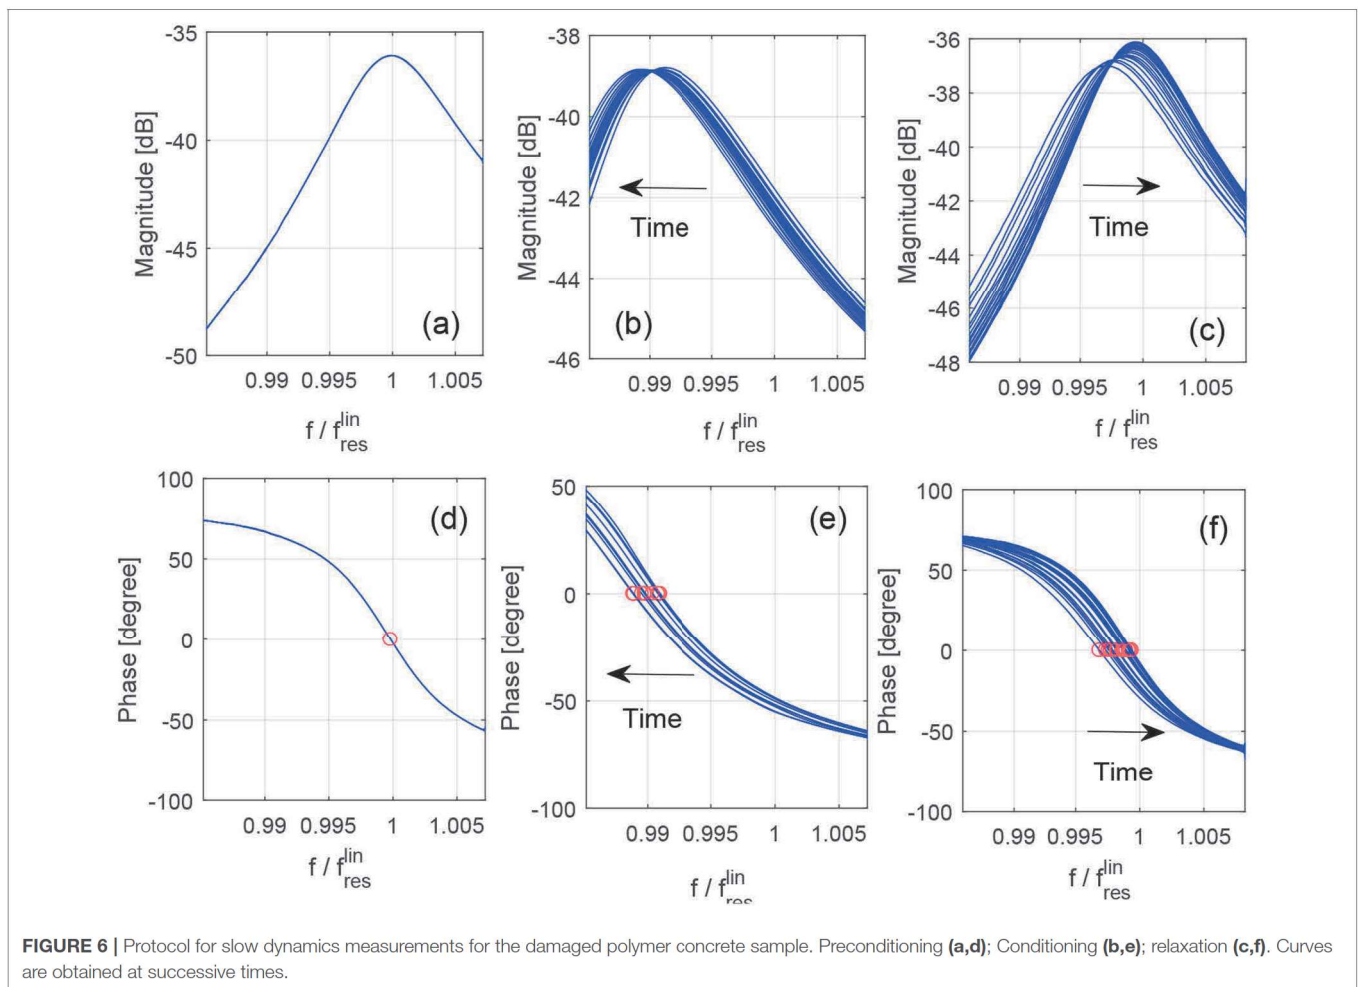 -35
-40
-45
-50
Magnitude [dB]
(a)
0.99 0.995 1 1.005
f / f lin res
-38
-40
-42
-44
-46
Magnitude [dB]
Time
(b)
0.99 0.995 1 1.005
f / f lin res
-36
-38
-40
-42
-44
-46
-48
Magnitude [dB]
Time
(c)
0.99 0.995 1 1.005
f / f lin res
100
50
0
-50
-100
Phase [degree]
(d)
0.99 0.995 1 1.005
f / f lin res
50
0
-50
-100
Phase [degree]
(e)
Time
0.99 0.995 1 1.005
f / f lin res
100
50
0
-50
-100
Phase [degree]
(f)
Time
0.99 0.995 1 1.005
f / f lin res
FIGURE 6 | Protocol for slow dynamics measurements for the damaged polymer concrete sample. Preconditioning (a,d); Conditioning (b,e); relaxation (c,f). Curves
are obtained at successive times.